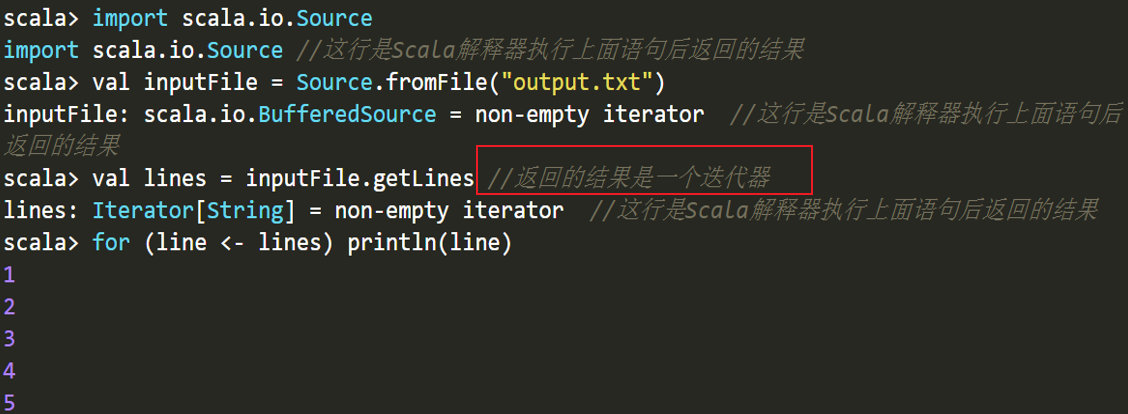 scala> import scala.io.Source
import scala.io.Source //这行是Scala解释器执行上面语句后返回的结果
scala> val inputFile = Source.fromFile("output.txt")
inputFile: scala.io.BufferedSource = non-empty iterator  //这行是Scala解释器执行上面语句后
返回的结果
scala> val lines = inputFile.getLines //返回的结果是一个迭代器
lines: Iterator[String] = non-empty iterator  //这行是Scala解释器执行上面语句后返回的结果
scala> for (line <- lines) println(line)
1
2
3
4
5